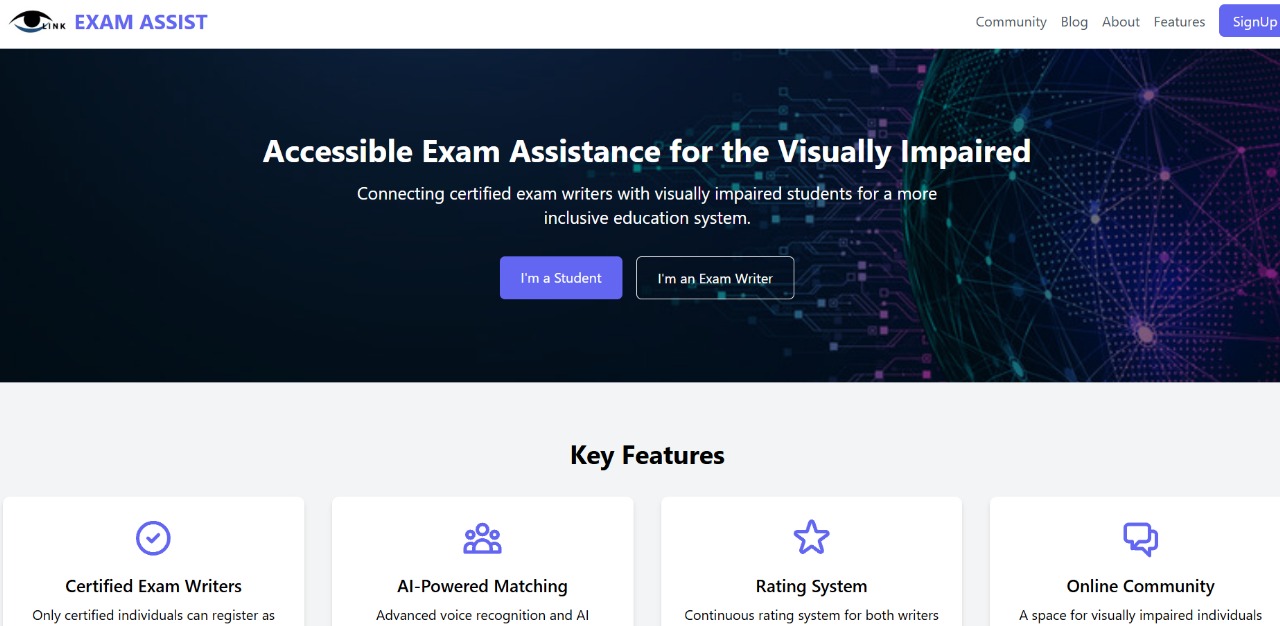 LINK EXAM ASSIST
Community Blog About Features SignUp
Accessible Exam Assistance for the Visually Impaired
Connecting certified exam writers with visually impaired students for a more
inclusive education system.
I'm a Student
I'm an Exam Writer
Key Features
Certified Exam Writers
Only certified individuals can register as
AI-Powered Matching
Advanced voice recognition and AI
Rating System
Continuous rating system for both writers
Online Community
A space for visually impaired individuals